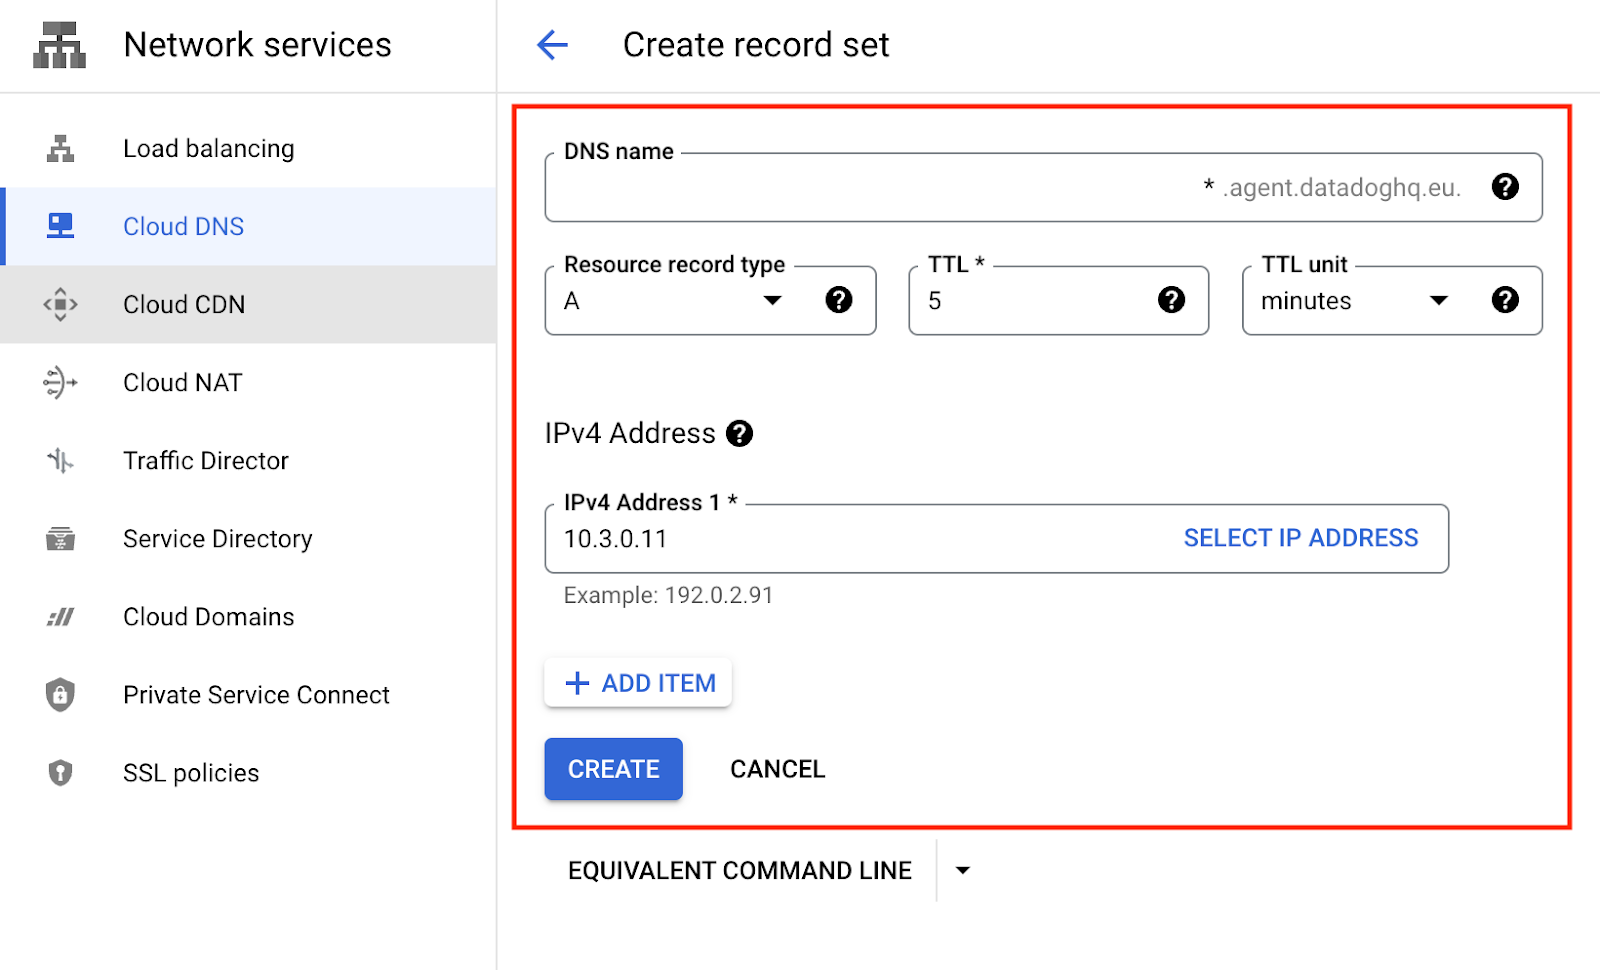 Network services
Create record set
Load balancing
Cloud DNS
Cloud CDN
Cloud NAT
Traffic Director
Service Directory
Cloud Domains
Private Service Connect
SSL policies
DNS name
* .agent.datadoghq.eu.
Resource record type
A
TTL *
5
TTL unit
minutes
IPv4 Address
IPv4 Address 1 *
10.3.0.11
SELECT IP ADDRESS
Example: 192.0.2.91
ADD ITEM
CREATE
CANCEL
EQUIVALENT COMMAND LINE